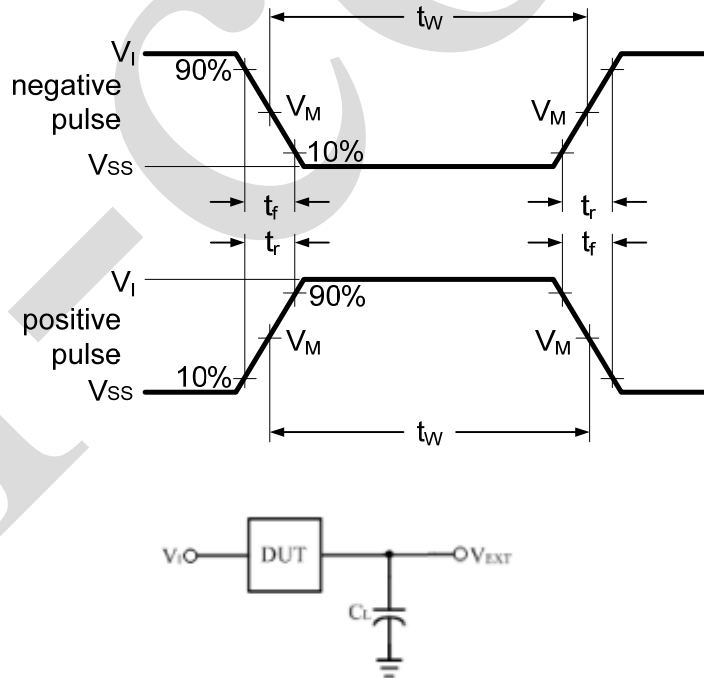 tW
VI
90%
negative
pulse
VM
VM
10%
VSS
tf
tr
tr
tf
VI
90%
positive
pulse
VM
VM
10%
VSS
tW
VI
DUT
VEXT
CL